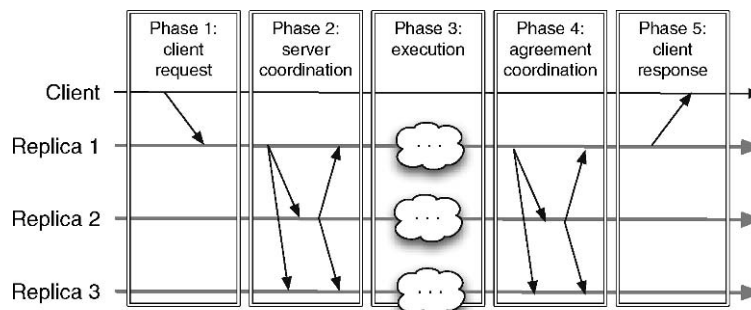 Phase 1:
client
request
Phase 2:
server
coordination
Phase 3:
execution
Phase 4:
agreement
coordination
Phase 5:
client
response
Client
Replica 1
. . .
Replica 2
. . .
Replica 3
. . .